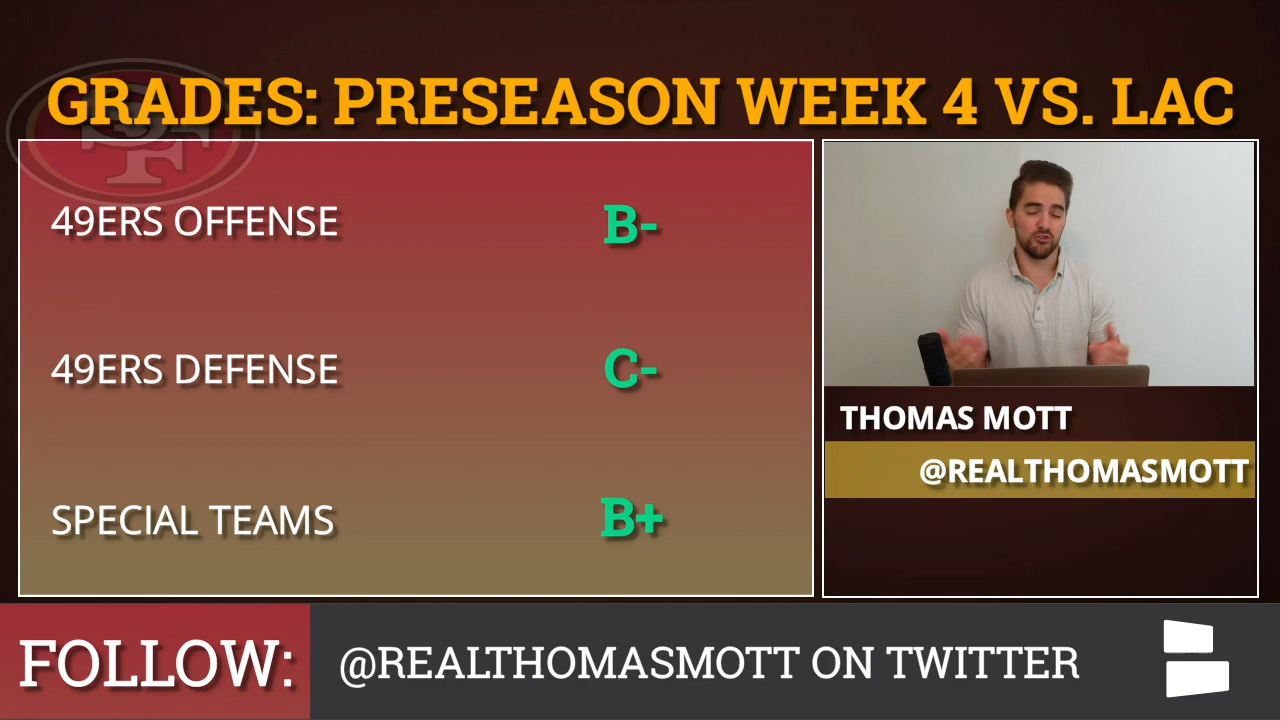 GRADES: PRESEASON WEEK 4 VS. LAC
SF
49ERS OFFENSE B-
49ERS DEFENSE C-
SPECIAL TEAMS B+
THOMAS MOTT
@REALTHOMASMOTT
FOLLOW: @REALTHOMASMOTT ON TWITTER